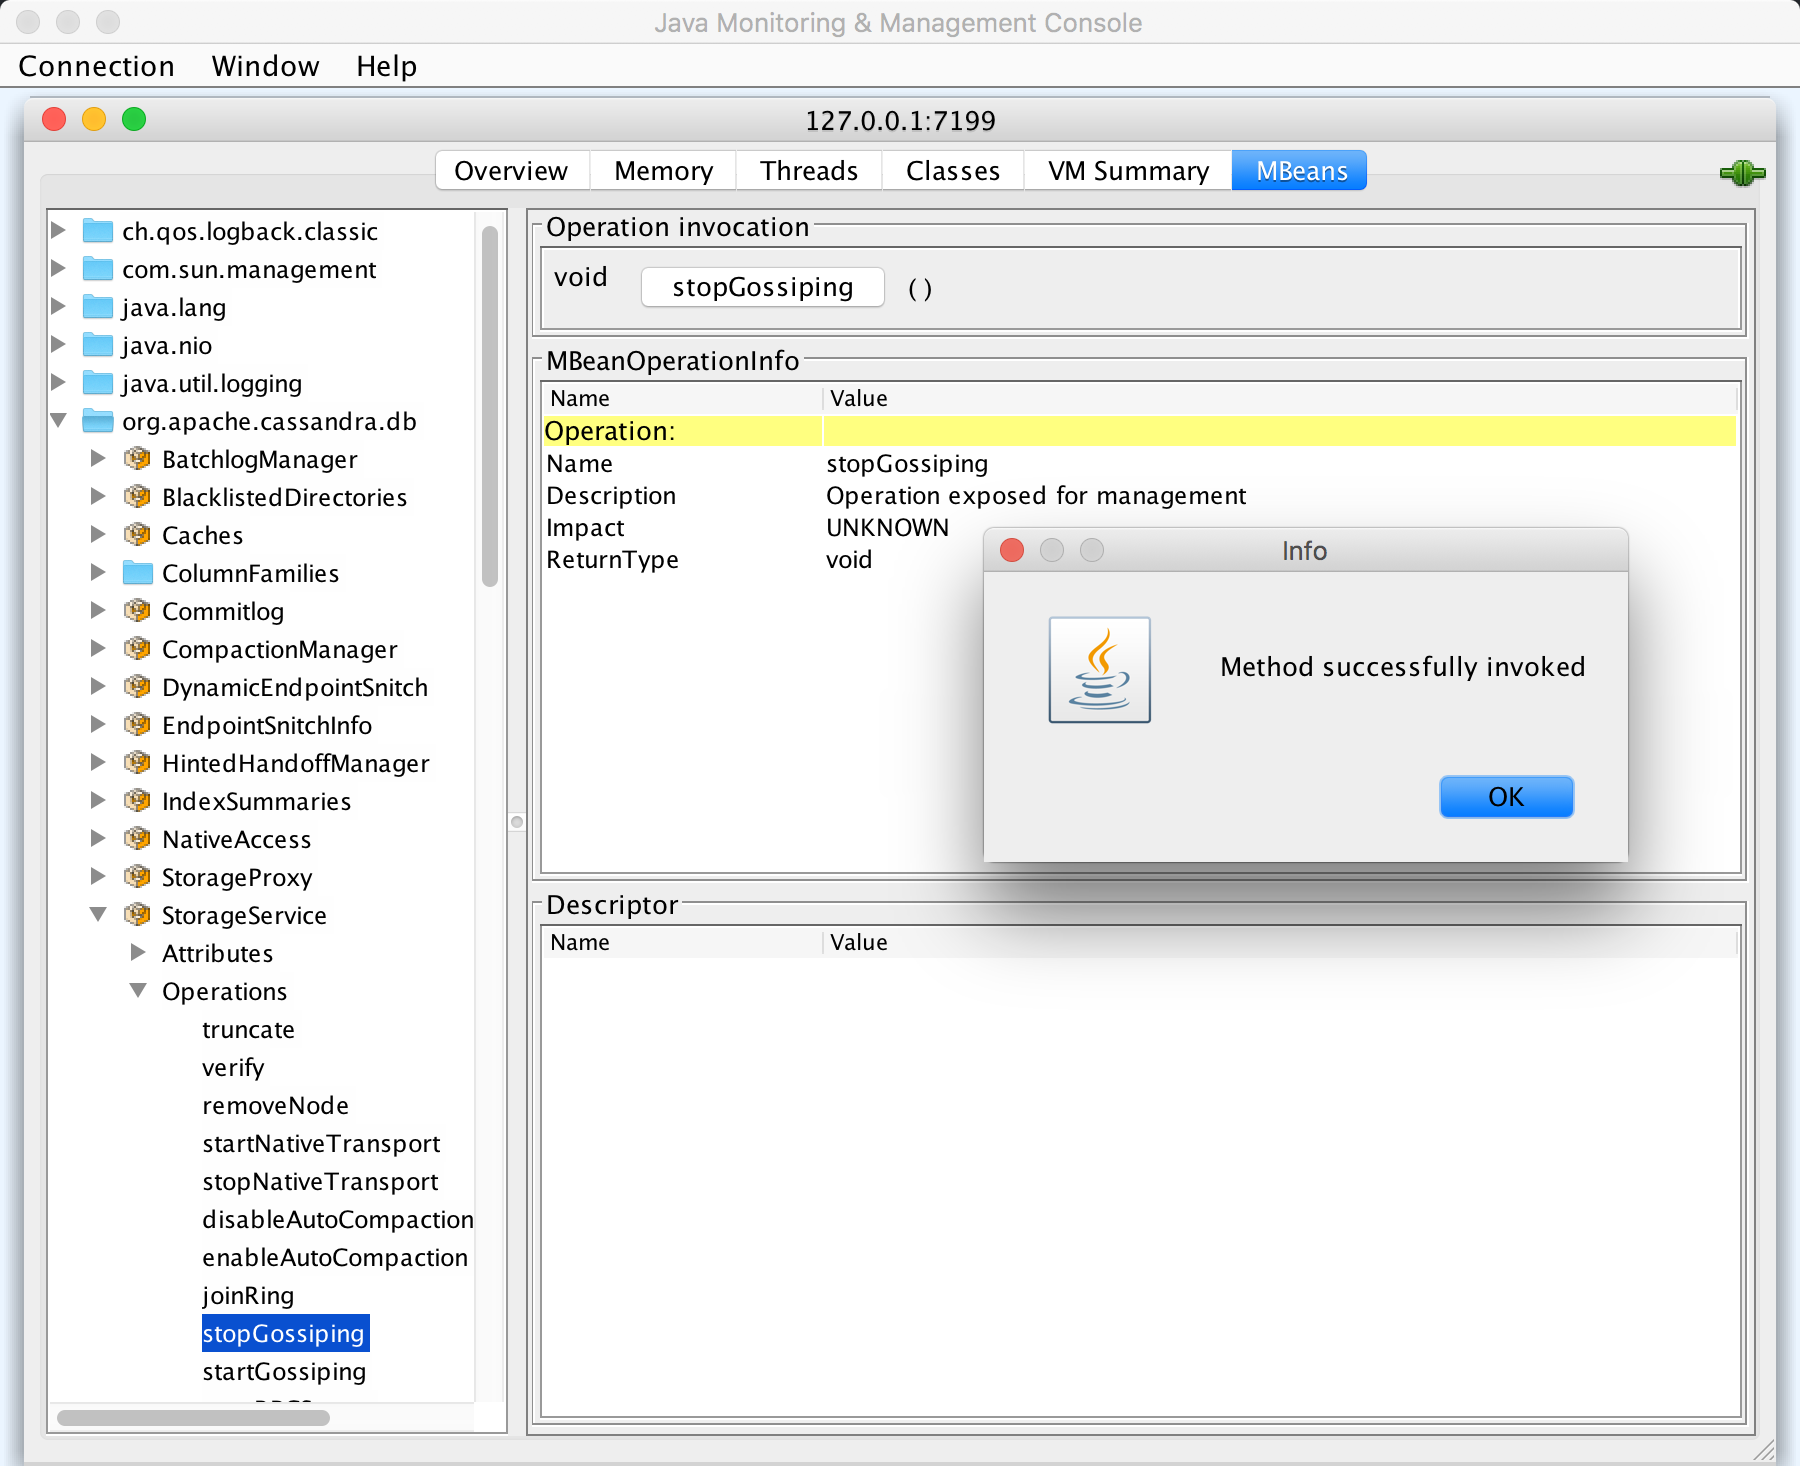 Java Monitoring & Management Console
Connection Window Help
127.0.0.1:7199
Overview Memory Threads Classes VM Summary MBeans
ch.qos.logback.classic
com.sun.management
java.lang
java.nio
java.util.logging
org.apache.cassandra.db
BatchlogManager
BlacklistedDirectories
Caches
ColumnFamilies
Commitlog
CompactionManager
DynamicEndpointSnitch
EndpointSnitchInfo
HintedHandoffManager
IndexSummaries
NativeAccess
StorageProxy
StorageService
Attributes
Operations
truncate
verify
removeNode
startNativeTransport
stopNativeTransport
disableAutoCompaction
enableAutoCompaction
joinRing
stopGossiping
startGossiping
Operation invocation
void stopGossiping ( )
MBeanOperationInfo
Name Value
Operation:
Name stopGossiping
Description Operation exposed for management
Impact UNKNOWN
ReturnType void
Info
Method successfully invoked
OK
Descriptor
Name Value